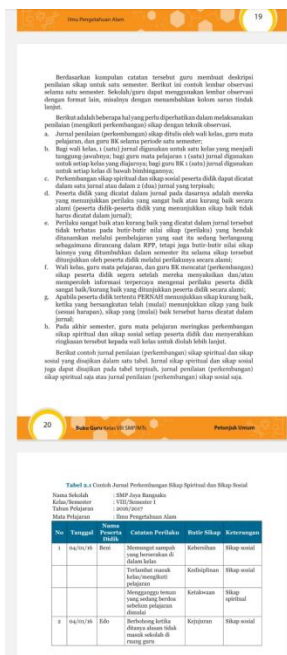 Ilmu Pengetahuan Alam
19
Berdasarkan kumpulan catatan tersebut guru membuat deskripsi
penilaian sikap untuk satu semester. Berikut ini contoh lembar observasi
selama satu semester. Sekolah/guru dapat menggunakan lembar observasi
dengan format lain, misalnya dengan menambahkan kolom saran tindak
lanjut.
Berikut adalah beberapa hal yang perlu diperhatikan dalam melaksanakan
penilaian (mengikuti perkembangan) sikap dengan teknik observasi.
a. Jurnal penilaian (perkembangan) sikap ditulis oleh wali kelas, guru mata
pelajaran, dan guru BK selama periode satu semester;
b. Bagi wali kelas, 1 (satu) jurnal digunakan untuk satu kelas yang menjadi
tanggung-jawabnya; bagi guru mata pelajaran 1 (satu) jurnal digunakan
untuk setiap kelas yang diajarnya; bagi guru BK 1 (satu) jurnal digunakan
untuk setiap kelas di bawah bimbingannya;
c. Perkembangan sikap spiritual dan sikap sosial peserta didik dapat dicatat
dalam satu jurnal atau dalam 2 (dua) jurnal yang terpisah;
d. Peserta didik yang dicatat dalam jurnal pada dasarnya adalah mereka
yang menunjukkan perilaku yang sangat baik atau kurang baik secara
alami (peserta didik-peserta didik yang menunjukkan sikap baik tidak
harus dicatat dalam jurnal);
e. Perilaku sangat baik atau kurang baik yang dicatat dalam jurnal tersebut
tidak terbatas pada butir-butir nilai sikap (perilaku) yang hendak
ditanamkan melalui pembelajaran yang saat itu sedang berlangsung
sebagaimana dirancang dalam RPP, tetapi juga butir-butir nilai sikap
lainnya yang ditumbuhkan dalam semester itu selama sikap tersebut
ditunjukkan oleh peserta didik melalui perilakunya secara alami;
f. Wali kelas, guru mata pelajaran, dan guru BK mencatat (perkembangan)
sikap peserta didik segera setelah mereka menyaksikan dan/atau
memperoleh informasi terpercaya mengenai perilaku peserta didik
sangat baik/kurang baik yang ditunjukkan peserta didik secara alami;
g. Apabila peserta didik tertentu PERNAH menunjukkan sikap kurang baik,
ketika yang bersangkutan telah (mulai) menunjukkan sikap yang baik
(sesuai harapan), sikap yang (mulai) baik tersebut harus dicatat dalam
jurnal;
h. Pada akhir semester, guru mata pelajaran meringkas perkembangan
sikap spiritual dan sikap sosial setiap peserta didik dan menyerahkan
ringkasan tersebut kepada wali kelas untuk diolah lebih lanjut.
Berikut contoh jurnal penilaian (perkembangan) sikap spiritual dan sikap
sosial yang disajikan dalam satu tabel. Jurnal sikap spiritual dan sikap sosial
juga dapat disajikan pada tabel terpisah, jurnal penilaian (perkembangan)
sikap spiritual saja atau jurnal penilaian (perkembangan) sikap sosial saja.
20
Buku Guru Kelas VIII SMP/MTs
Petunjuk Umum
Tabel 2.1 Contoh Jurnal Perkembangan Sikap Spiritual dan Sikap Sosial
Nama Sekolah : SMP Jaya Bangsaku
Kelas/Semester : VIII/Semester I
Tahun Pelajaran : 2016/2017
Mata Pelajaran : Ilmu Pengetahuan Alam
No Tanggal Nama Peserta Didik Catatan Perilaku Butir Sikap Keterangan
1 04/01/16 Beni Memungut sampah Kebersihan Sikap sosial
yang berserakan di
dalam kelas
Terlambat masuk Kedisiplinan Sikap sosial
kelas/mengikuti
pelajaran
Mengganggu teman Ketakwaan Sikap
yang sedang berdoa spiritual
sebelum pelajaran
dimulai
2 04/01/16 Edo Berbohong ketika Kejujuran Sikap sosial
ditanya alasan tidak
masuk sekolah di
ruang guru